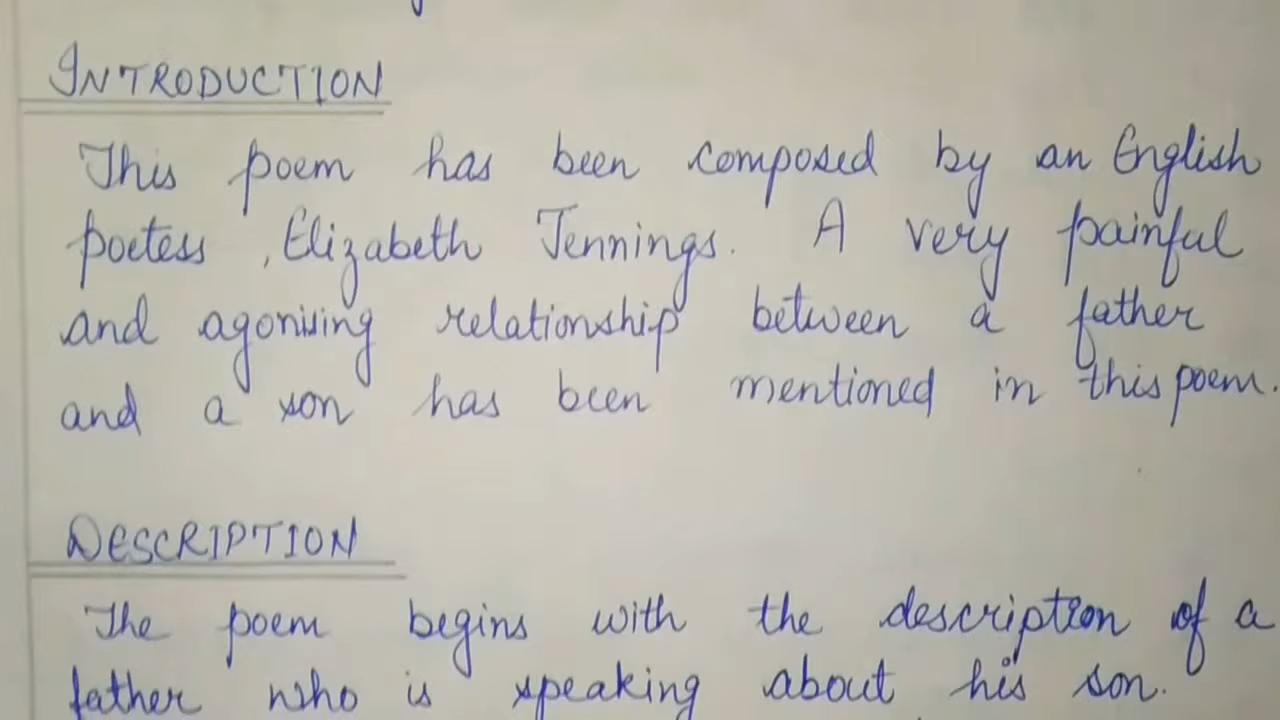 INTRODUCTION
This poem has been composed by an English
poetess, Elizabeth Jennings. A very painful
and agonising relationship between a father
and a son has been mentioned in this poem.
DESCRIPTION
The poem begins with the description of a
father who is speaking about his son.